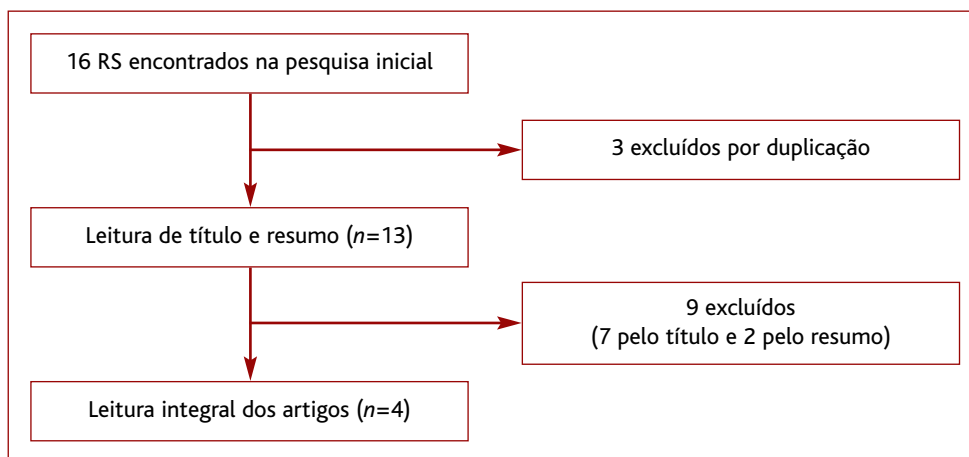 16 RS encontrados na pesquisa inicial
3 excluídos por duplicação
Leitura de título e resumo (n=13)
9 excluídos
(7 pelo título e 2 pelo resumo)
Leitura integral dos artigos (n=4)